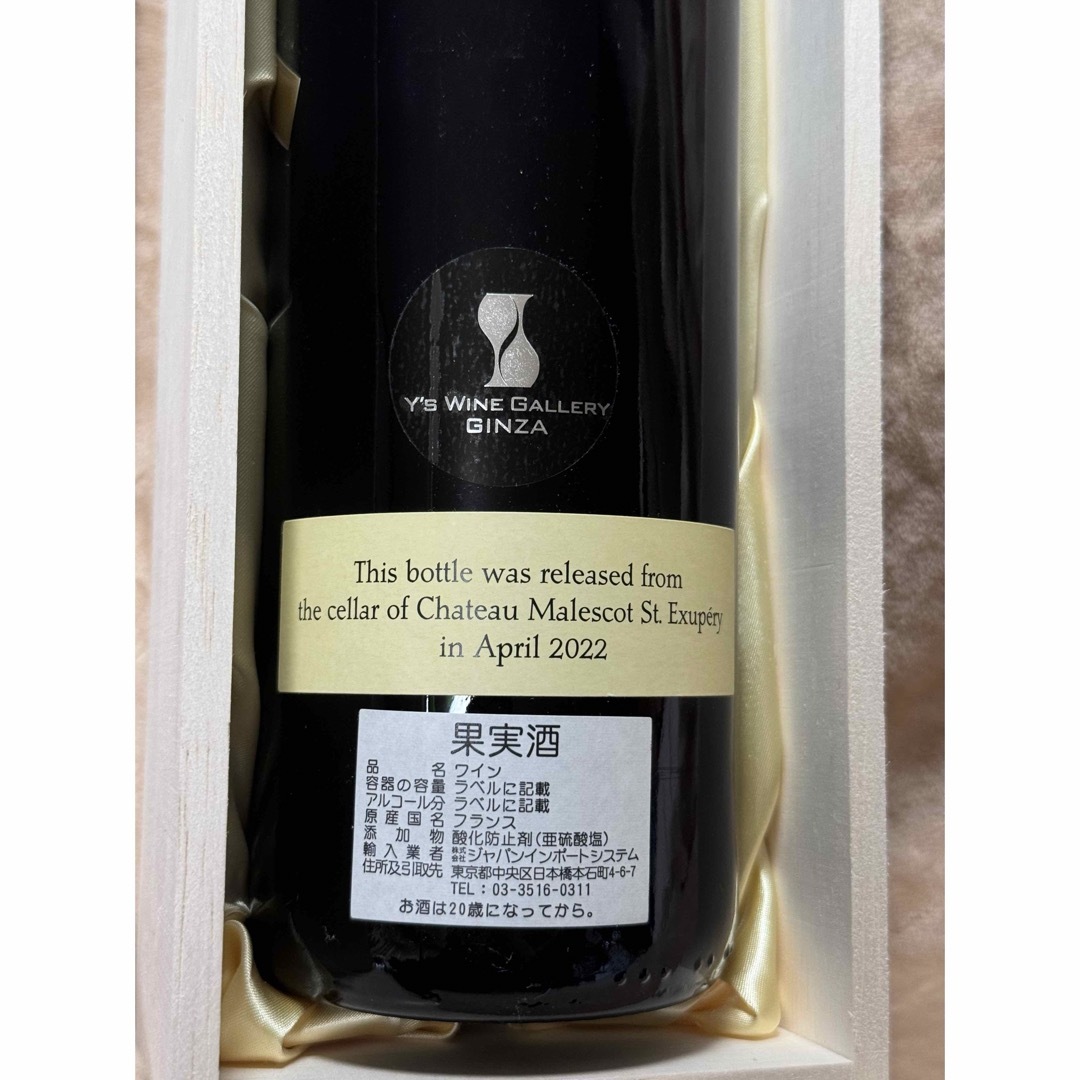 Y's WINE GALLERY
GINZA
This bottle was released from
the cellar of Chateau Malescot St. Exupéry
in April 2022
果実酒
品名 ワイン
容器の容量 ラベルに記載
アルコール分 ラベルに記載
原産国名 フランス
添加物 酸化防止剤(亜硫酸塩)
輸入業者 株式会社ジャパンインポートシステム
住所及引取先 東京都中央区日本橋本石町4-6-7
TEL : 03-3516-0311
お酒は20歳になってから。